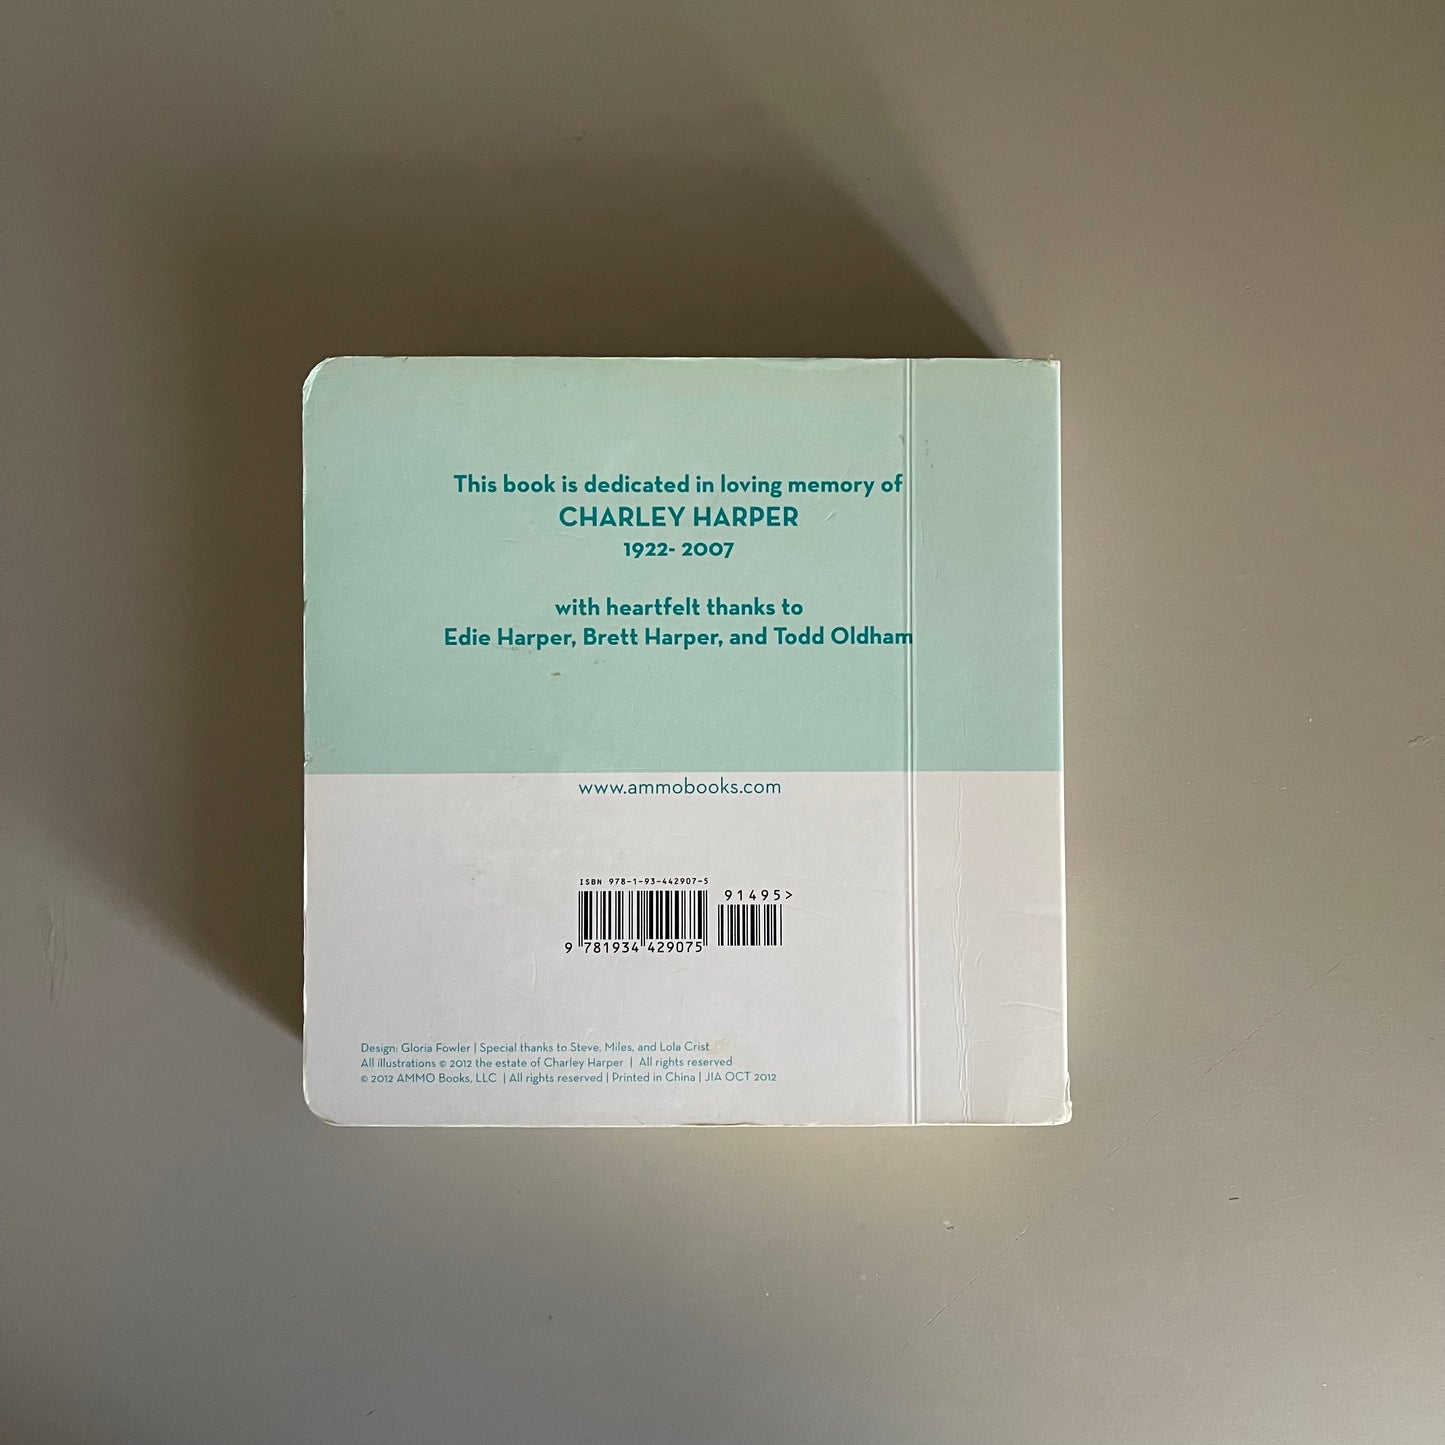 This book is dedicated in loving memory of
CHARLEY HARPER
1922- 2007
with heartfelt thanks to
Edie Harper, Brett Harper, and Todd Oldham
www.ammobooks.com
ISBN 978-1-93-442907-5
91495>
9 781934 429075
Design: Gloria Fowler | Special thanks to Steve, Miles, and Lola Crist
All illustrations © 2012 the estate of Charley Harper | All rights reserved
© 2012 AMMO Books, LLC | All rights reserved | Printed in China | JIA OCT 2012